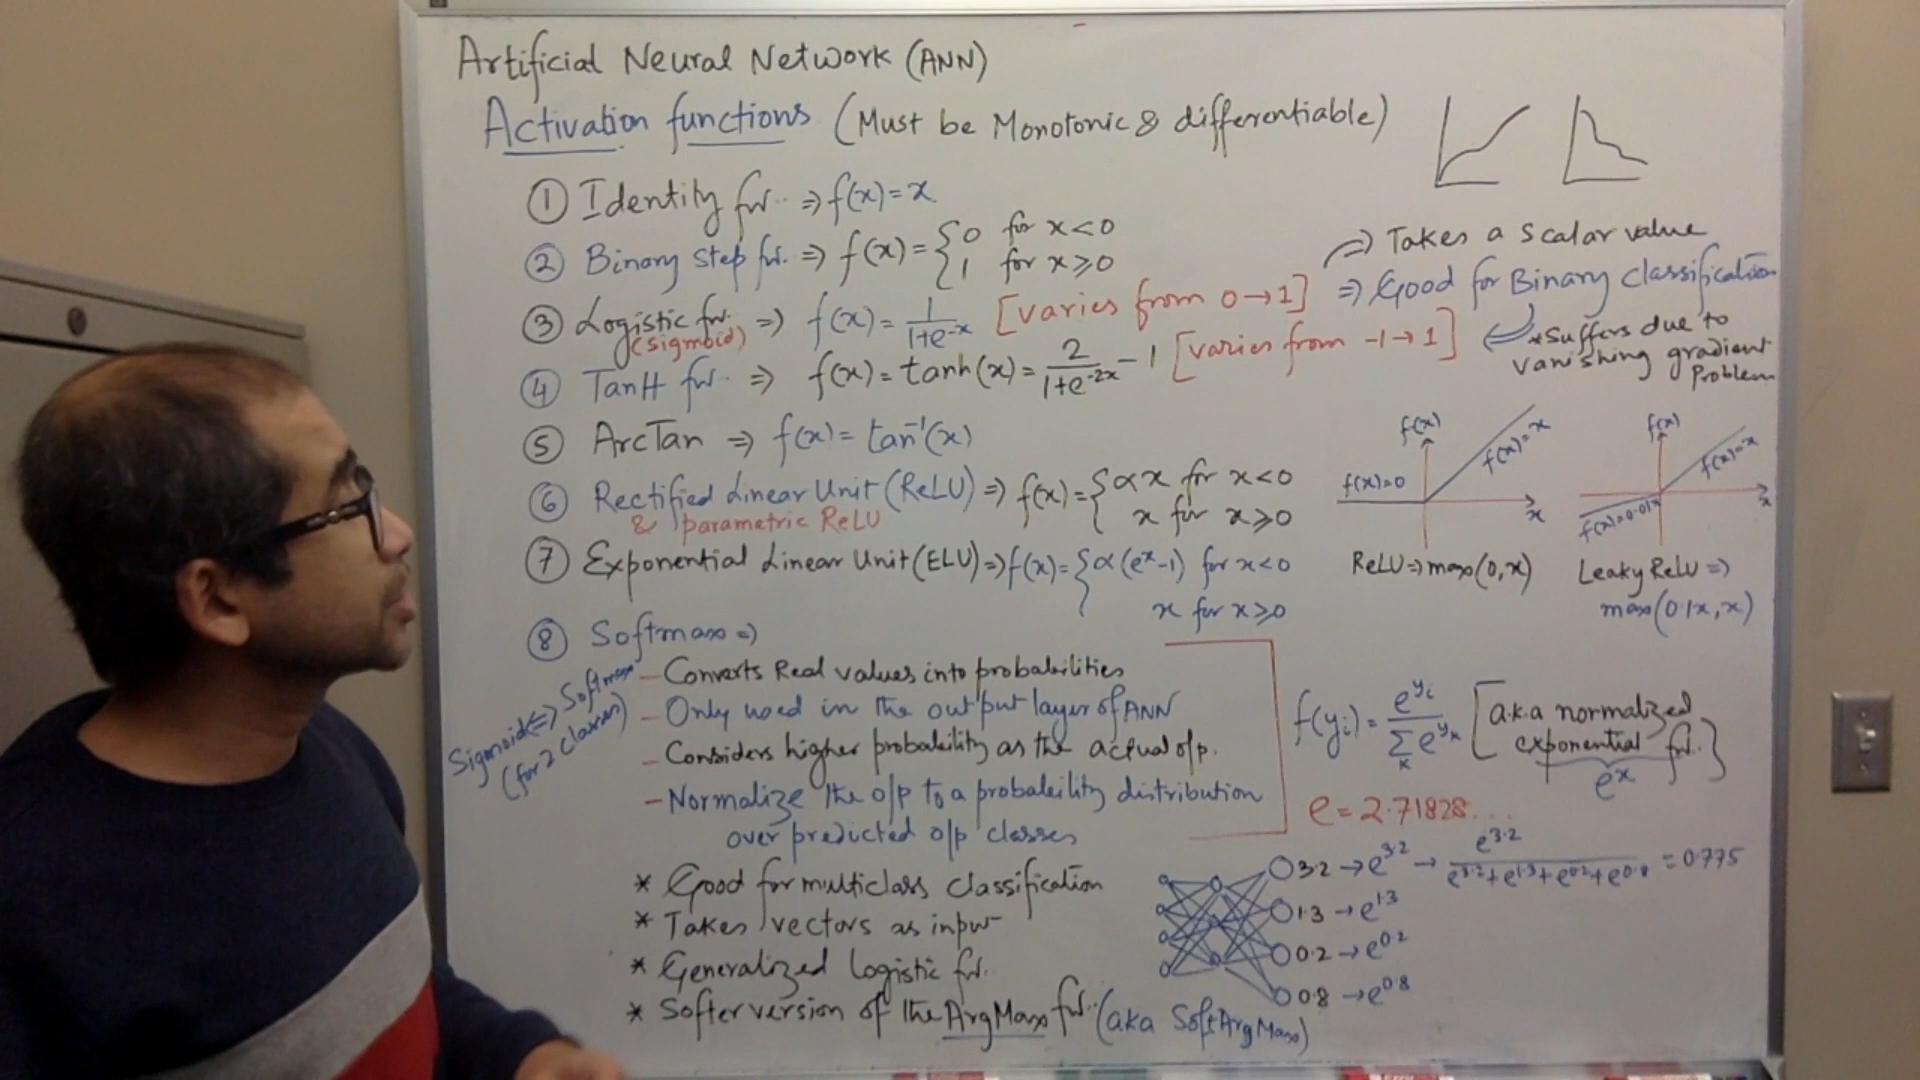 Artificial Neural Network (ANN)
Activation functions (Must be Monotonic & differentiable)
① Identity fn.. ⇒ f(x)=x
② Binary step fn. ⇒ f(x)= { 0 for x<0
1 for x⩾0
③ Logistic fn. ⇒ f(x)= 1/(1+e^-x) [varies from 0→1]
(sigmoid)
⇒ Takes a scalar value
⇒ Good for Binary classification
④ TanH fn.. ⇒ f(x)=tanh(x)= 2/(1+e^-2x) -1 [varies from -1→1]
*Suffers due to
vanishing gradient
Problem
⑤ ArcTan ⇒ f(x)= tan⁻¹(x)
⑥ Rectified Linear Unit (ReLU) ⇒ f(x)= { αx for x<0
& parametric ReLU
x for x⩾0
⑦ Exponential Linear Unit (ELU) ⇒ f(x)= { α(e^x-1) for x<0
x for x⩾0
f(x)
f(x)=x
f(x)=0
x
ReLU ⇒ max(0,x)
f(x)
f(x)=x
f(x)=0.01x
x
Leaky ReLU ⇒
max(0.1x, x)
⑧ Softmax ⇒
Sigmoid ⇔ Softmax
(for 2 classes)
- Converts Real values into probabilities
- Only used in the output layer of ANN
- Considers higher probability as the actual o/p.
- Normalize the o/p to a probability distribution
over predicted o/p classes
f(yi)= e^yi / Σk e^yk [a.k.a normalized
exponential fn..]
e^x
e=2.71828...
* Good for multiclass classification
* Takes vectors as input
* Generalized logistic fn..
* Softer version of the ArgMax fn.. (aka SoftArgMax)
3.2 → e^3.2 → e^3.2 / (e^3.2+e^1.3+e^0.2+e^0.8) = 0.775
1.3 → e^1.3
0.2 → e^0.2
0.8 → e^0.8